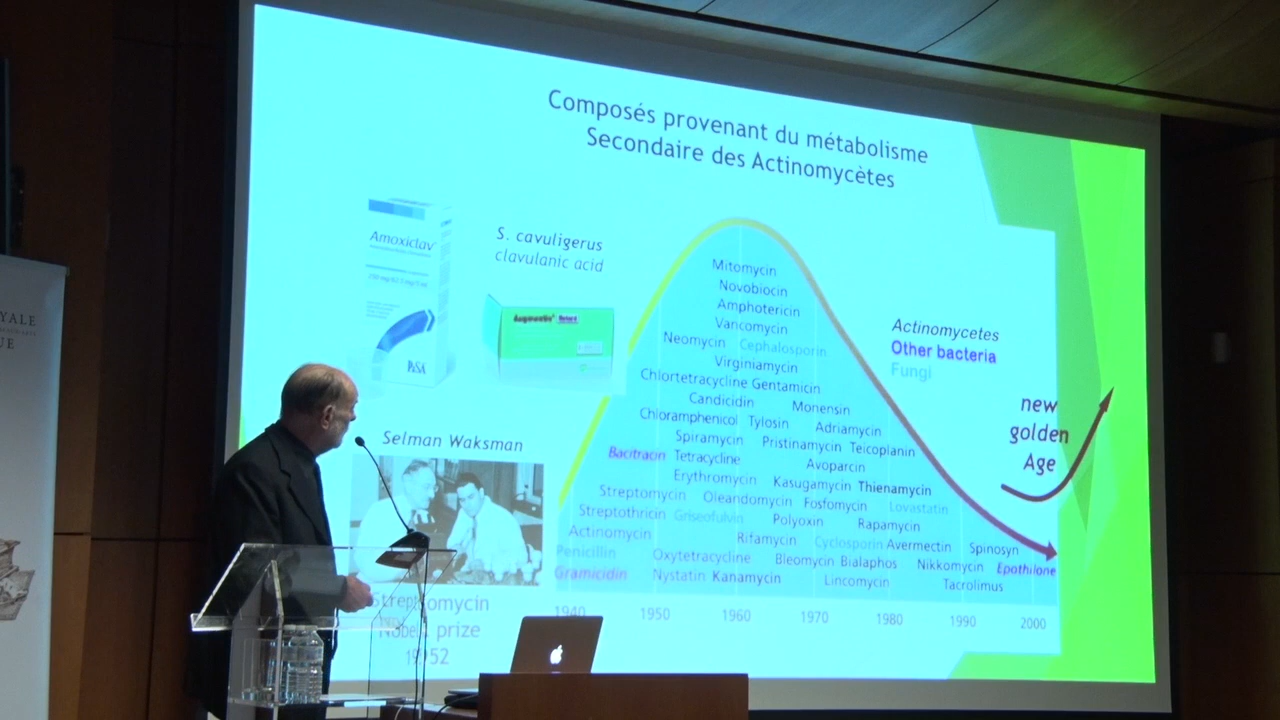 Composés provenant du métabolisme
Secondaire des Actinomycètes
Amoxiclav
S. cavuligerus
clavulanic acid
PiSA
Selman Waksman
Streptomycin
Nobel prize
1952
Mitomycin
Novobiocin
Amphotericin
Vancomycin
Neomycin Cephalosporin
Virginiamycin
Chlortetracycline Gentamicin
Candicidin Monensin
Chloramphenicol Tylosin Adriamycin
Spiramycin Pristinamycin Teicoplanin
Bacitracin Tetracycline Avoparcin
Erythromycin Kasugamycin Thienamycin
Streptomycin Oleandomycin Fosfomycin Lovastatin
Streptothricin Griseofulvin Polyoxin Rapamycin
Actinomycin Rifamycin Cyclosporin Avermectin Spinosyn
Penicillin Oxytetracycline Bleomycin Bialaphos Nikkomycin Epothilone
Gramicidin Nystatin Kanamycin Lincomycin Tacrolimus
1940 1950 1960 1970 1980 1990 2000
Actinomycetes
Other bacteria
Fungi
new
golden
Age
YALE
UE